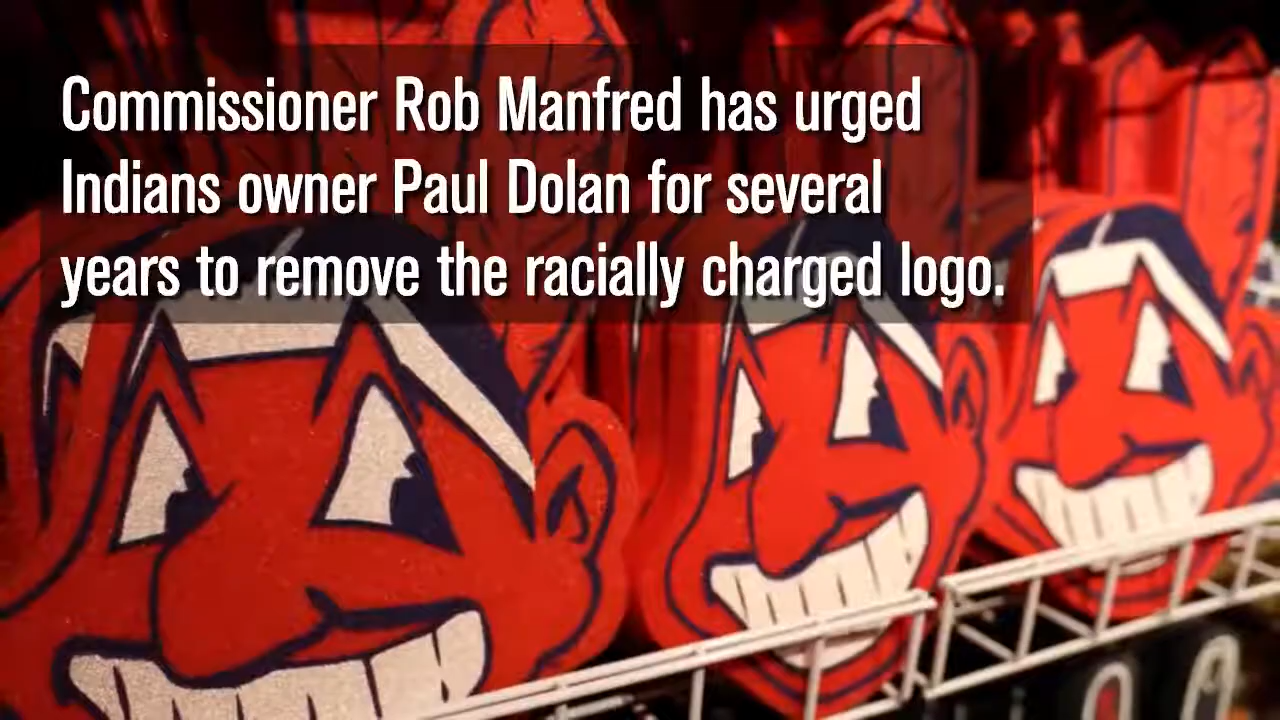 Commissioner Rob Manfred has urged
Indians owner Paul Dolan for several
years to remove the racially charged logo.